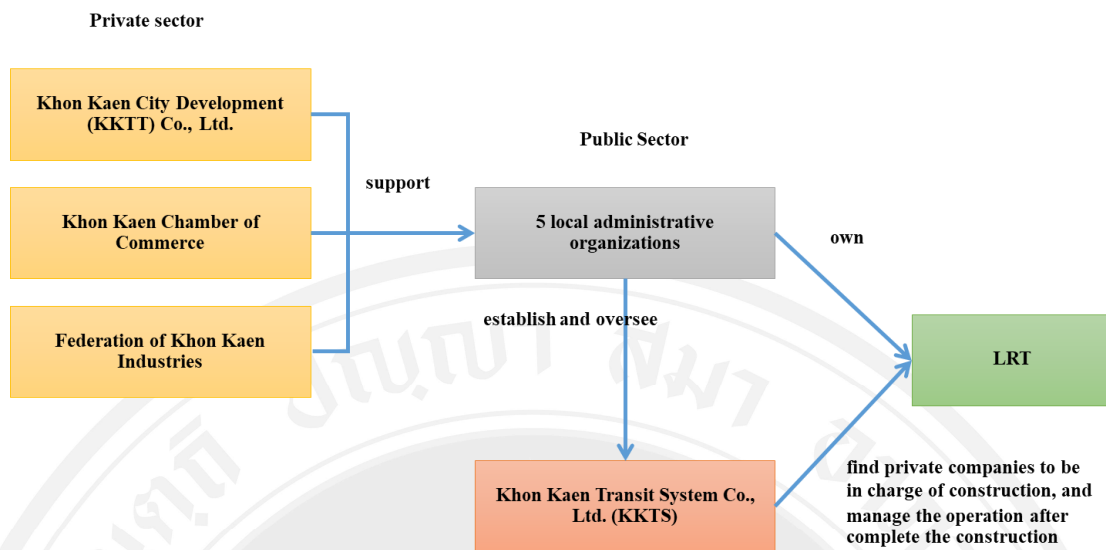 Private sector
Khon Kaen City Development
(KKTT) Co., Ltd.
Public Sector
support
Khon Kaen Chamber of
Commerce
5 local administrative
organizations
own
establish and oversee
Federation of Khon Kaen
Industries
LRT
find private companies to be
in charge of construction, and
manage the operation after
complete the construction
Khon Kaen Transit System Co.,
Ltd. (KKTS)